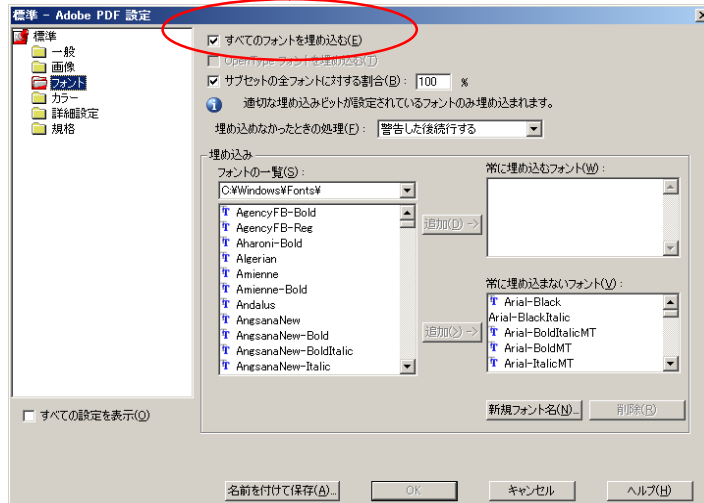 標準 - Adobe PDF 設定
標準
一般
画像
フォント
カラー
詳細設定
規格
すべての設定を表示(O)
すべてのフォントを埋め込む(E)
OpenType フォントを埋め込む(T)
サブセットの全フォントに対する割合(B): 100 %
適切な埋め込みビットが設定されているフォントのみ埋め込まれます。
埋め込めなかったときの処理(F): 警告した後続行する
埋め込み
フォントの一覧(S):
C:¥Windows¥Fonts¥
AgencyFB-Bold
AgencyFB-Reg
Aharoni-Bold
Algerian
Amienne
Amienne-Bold
Andalus
AngsanaNew
AngsanaNew-Bold
AngsanaNew-BoldItalic
AngsanaNew-Italic
追加(D) ->
追加(>) ->
常に埋め込むフォント(W):
常に埋め込まないフォント(V):
Arial-Black
Arial-BlackItalic
Arial-BoldItalicMT
Arial-BoldMT
Arial-ItalicMT
新規フォント名(N)...
削除(R)
名前を付けて保存(A)...
OK
キャンセル
ヘルプ(H)